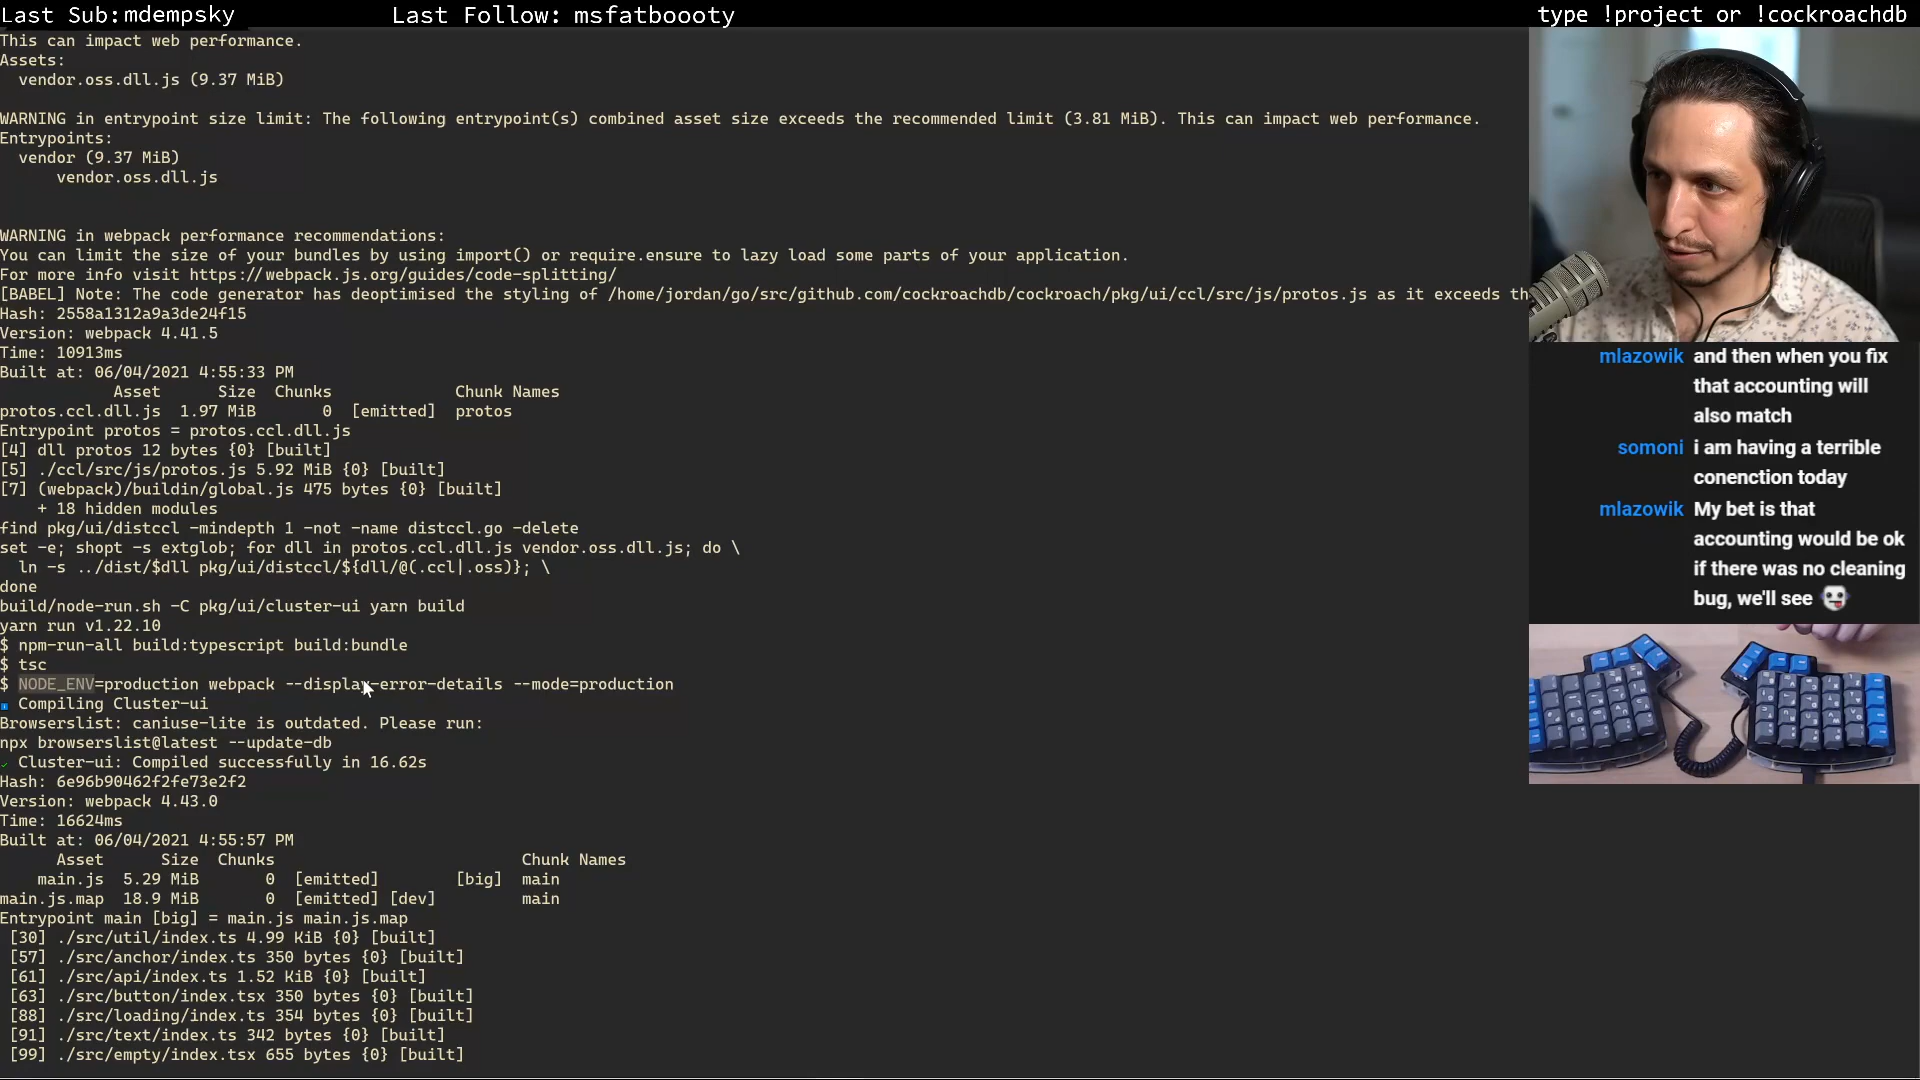 Last Sub: mdempsky
Last Follow: msfatboooty
type !project or !cockroachdb
This can impact web performance.
Assets:
  vendor.oss.dll.js (9.37 MiB)
WARNING in entrypoint size limit: The following entrypoint(s) combined asset size exceeds the recommended limit (3.81 MiB). This can impact web performance.
Entrypoints:
  vendor (9.37 MiB)
      vendor.oss.dll.js
WARNING in webpack performance recommendations:
You can limit the size of your bundles by using import() or require.ensure to lazy load some parts of your application.
For more info visit https://webpack.js.org/guides/code-splitting/
[BABEL] Note: The code generator has deoptimised the styling of /home/jordan/go/src/github.com/cockroachdb/cockroach/pkg/ui/ccl/src/js/protos.js as it exceeds th
Hash: 2558a1312a9a3de24f15
Version: webpack 4.41.5
Time: 10913ms
Built at: 06/04/2021 4:55:33 PM
            Asset      Size  Chunks             Chunk Names
protos.ccl.dll.js  1.97 MiB       0  [emitted]  protos
Entrypoint protos = protos.ccl.dll.js
[4] dll protos 12 bytes {0} [built]
[5] ./ccl/src/js/protos.js 5.92 MiB {0} [built]
[7] (webpack)/buildin/global.js 475 bytes {0} [built]
    + 18 hidden modules
find pkg/ui/distccl -mindepth 1 -not -name distccl.go -delete
set -e; shopt -s extglob; for dll in protos.ccl.dll.js vendor.oss.dll.js; do \
  ln -s ../dist/$dll pkg/ui/distccl/${dll/@(.ccl|.oss)}; \
done
build/node-run.sh -C pkg/ui/cluster-ui yarn build
yarn run v1.22.10
$ npm-run-all build:typescript build:bundle
$ tsc
$ NODE_ENV=production webpack --display-error-details --mode=production
Compiling Cluster-ui
Browserslist: caniuse-lite is outdated. Please run:
npx browserslist@latest --update-db
✓ Cluster-ui: Compiled successfully in 16.62s
Hash: 6e96b90462f2fe73e2f2
Version: webpack 4.43.0
Time: 16624ms
Built at: 06/04/2021 4:55:57 PM
      Asset      Size  Chunks                          Chunk Names
    main.js  5.29 MiB       0  [emitted]        [big]  main
main.js.map  18.9 MiB       0  [emitted] [dev]         main
Entrypoint main [big] = main.js main.js.map
 [30] ./src/util/index.ts 4.99 KiB {0} [built]
 [57] ./src/anchor/index.ts 350 bytes {0} [built]
 [61] ./src/api/index.ts 1.52 KiB {0} [built]
 [63] ./src/button/index.tsx 350 bytes {0} [built]
 [88] ./src/loading/index.ts 354 bytes {0} [built]
 [91] ./src/text/index.ts 342 bytes {0} [built]
 [99] ./src/empty/index.tsx 655 bytes {0} [built]
mlazowik and then when you fix
that accounting will
also match
somoni i am having a terrible
conenction today
mlazowik My bet is that
accounting would be ok
if there was no cleaning
bug, we'll see